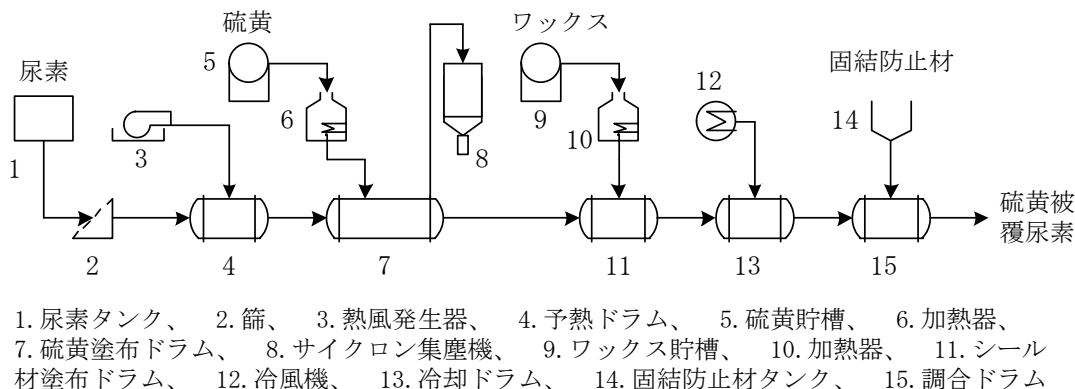 硫黄
ワックス
尿素
5
12
固結防止材
6
9
14
3
8
10
1
硫黄被
覆尿素
2
4
7
11
13
15
1.尿素タンク、 2.篩、 3.熱風発生器、 4.予熱ドラム、 5.硫黄貯槽、 6.加熱器、
7.硫黄塗布ドラム、 8.サイクロン集塵機、 9.ワックス貯槽、 10.加熱器、 11.シール
材塗布ドラム、 12.冷風機、 13.冷却ドラム、 14.固結防止材タンク、 15.調合ドラム